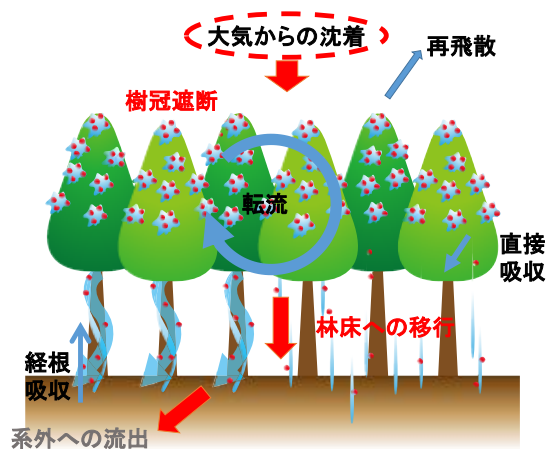 大気からの沈着
再飛散
樹冠遮断
転流
直接
吸収
林床への移行
経根
吸収
系外への流出